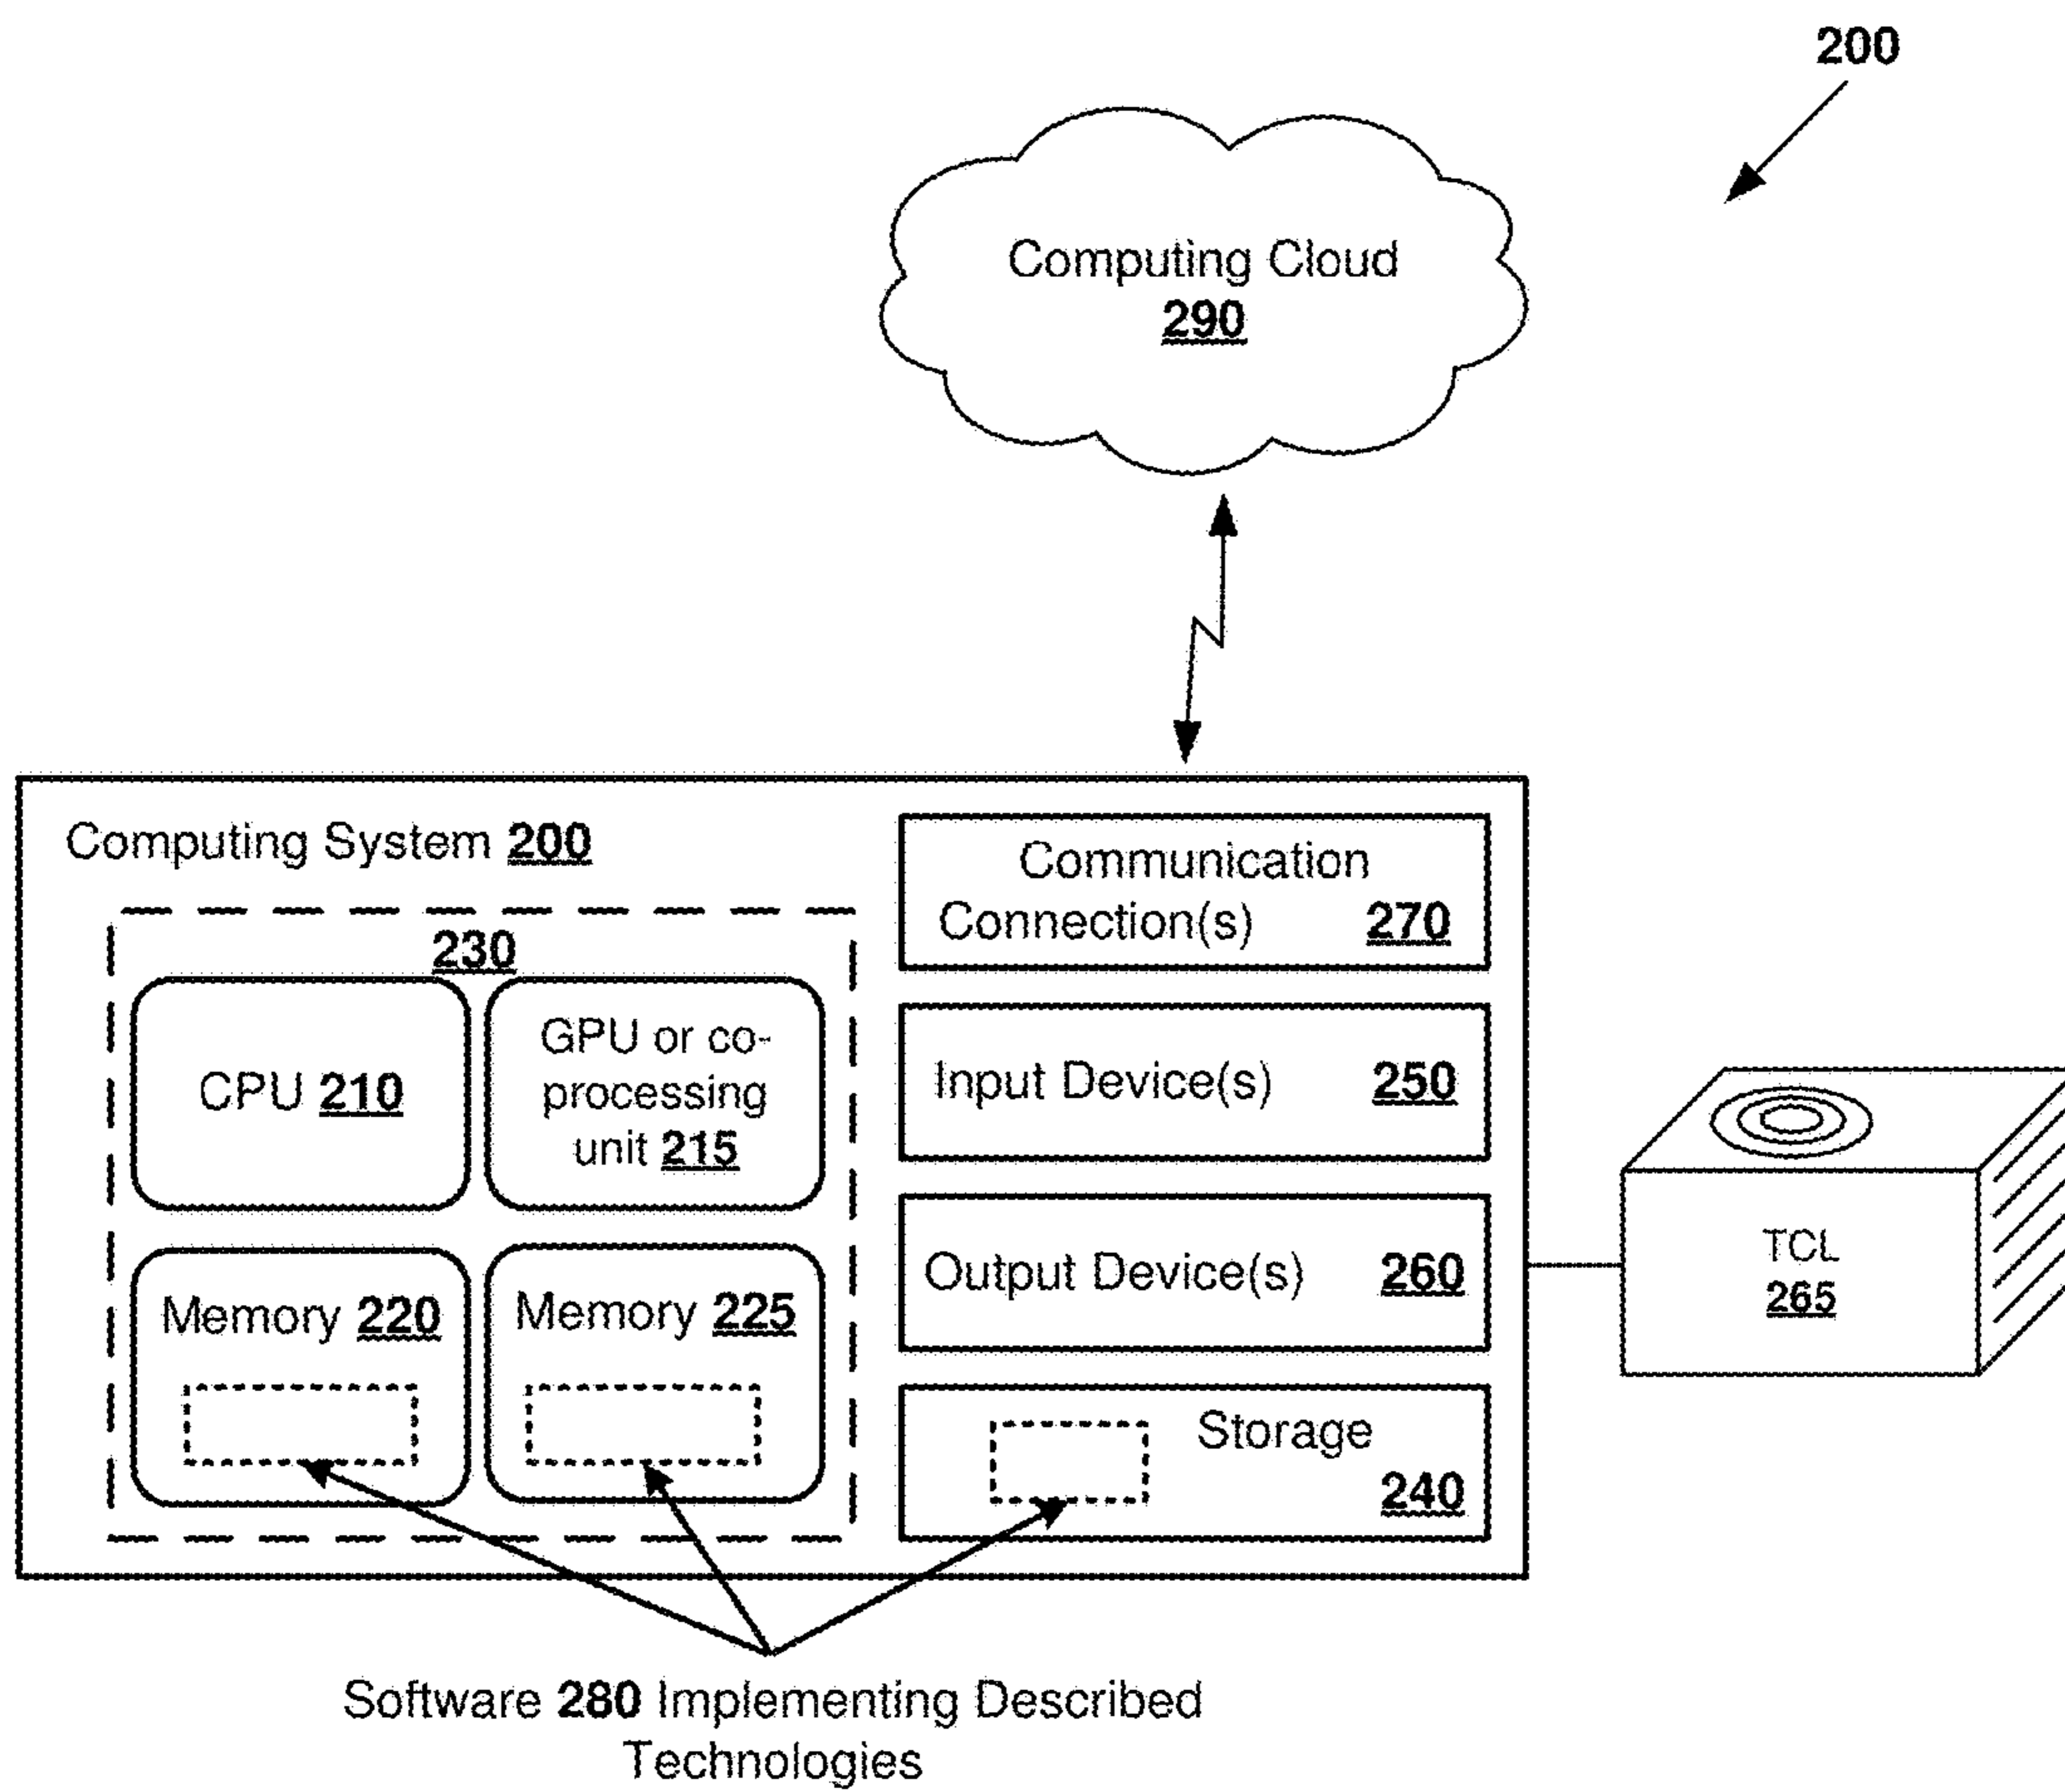 200
Computing Cloud
290
Computing System 200
230
CPU 210
GPU or co-
processing
unit 215
Memory 220
Memory 225
Communication
Connection(s) 270
Input Device(s) 250
Output Device(s) 260
Storage
240
TCL
265
Software 280 Implementing Described
Technologies